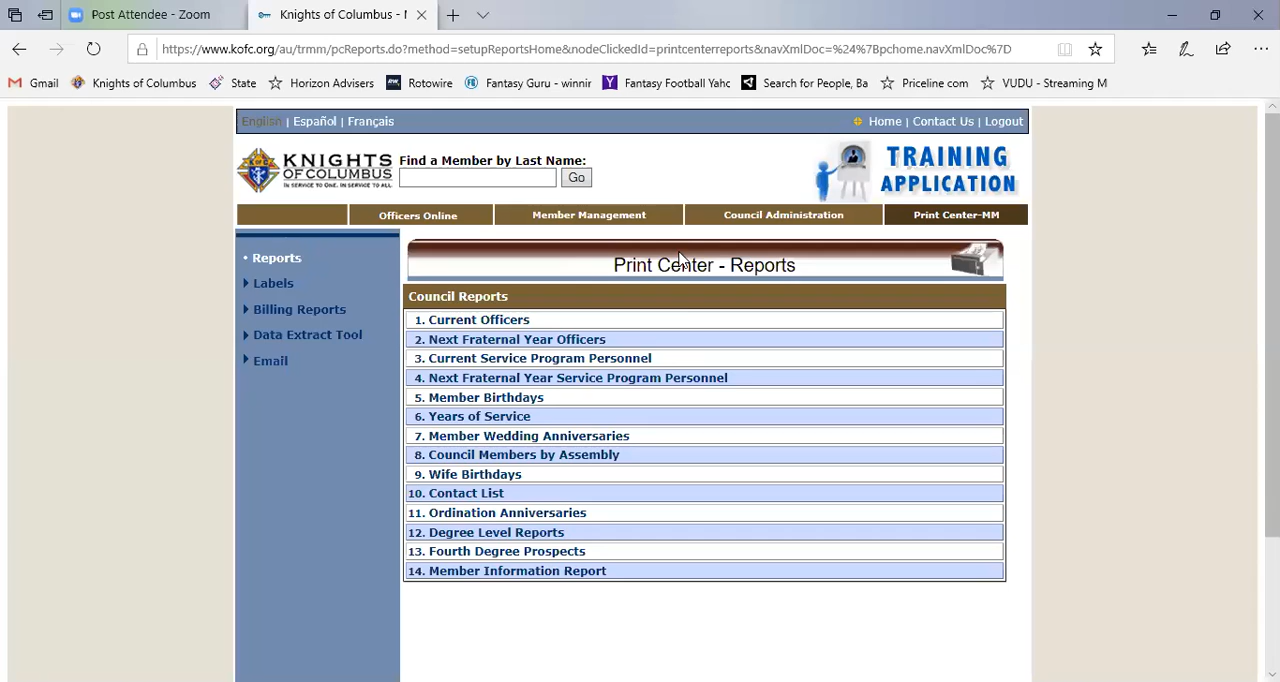 Post Attendee - Zoom
Knights of Columbus - M
https://www.kofc.org/au/trmm/pcReports.do?method=setupReportsHome&nodeClickedId=printcenterreports&navXmlDoc=%24%7Bpchome.navXmlDoc%7D
Gmail Knights of Columbus State Horizon Advisers Rotowire Fantasy Guru - winnin Fantasy Football Yaho Search for People, Ba Priceline com VUDU - Streaming M
English | Español | Français
Home | Contact Us | Logout
KNIGHTS OF COLUMBUS
IN SERVICE TO ONE. IN SERVICE TO ALL.
Find a Member by Last Name:
Go
TRAINING
APPLICATION
Officers Online Member Management Council Administration Print Center-MM
• Reports
Labels
Billing Reports
Data Extract Tool
Email
Print Center - Reports
Council Reports
1. Current Officers
2. Next Fraternal Year Officers
3. Current Service Program Personnel
4. Next Fraternal Year Service Program Personnel
5. Member Birthdays
6. Years of Service
7. Member Wedding Anniversaries
8. Council Members by Assembly
9. Wife Birthdays
10. Contact List
11. Ordination Anniversaries
12. Degree Level Reports
13. Fourth Degree Prospects
14. Member Information Report